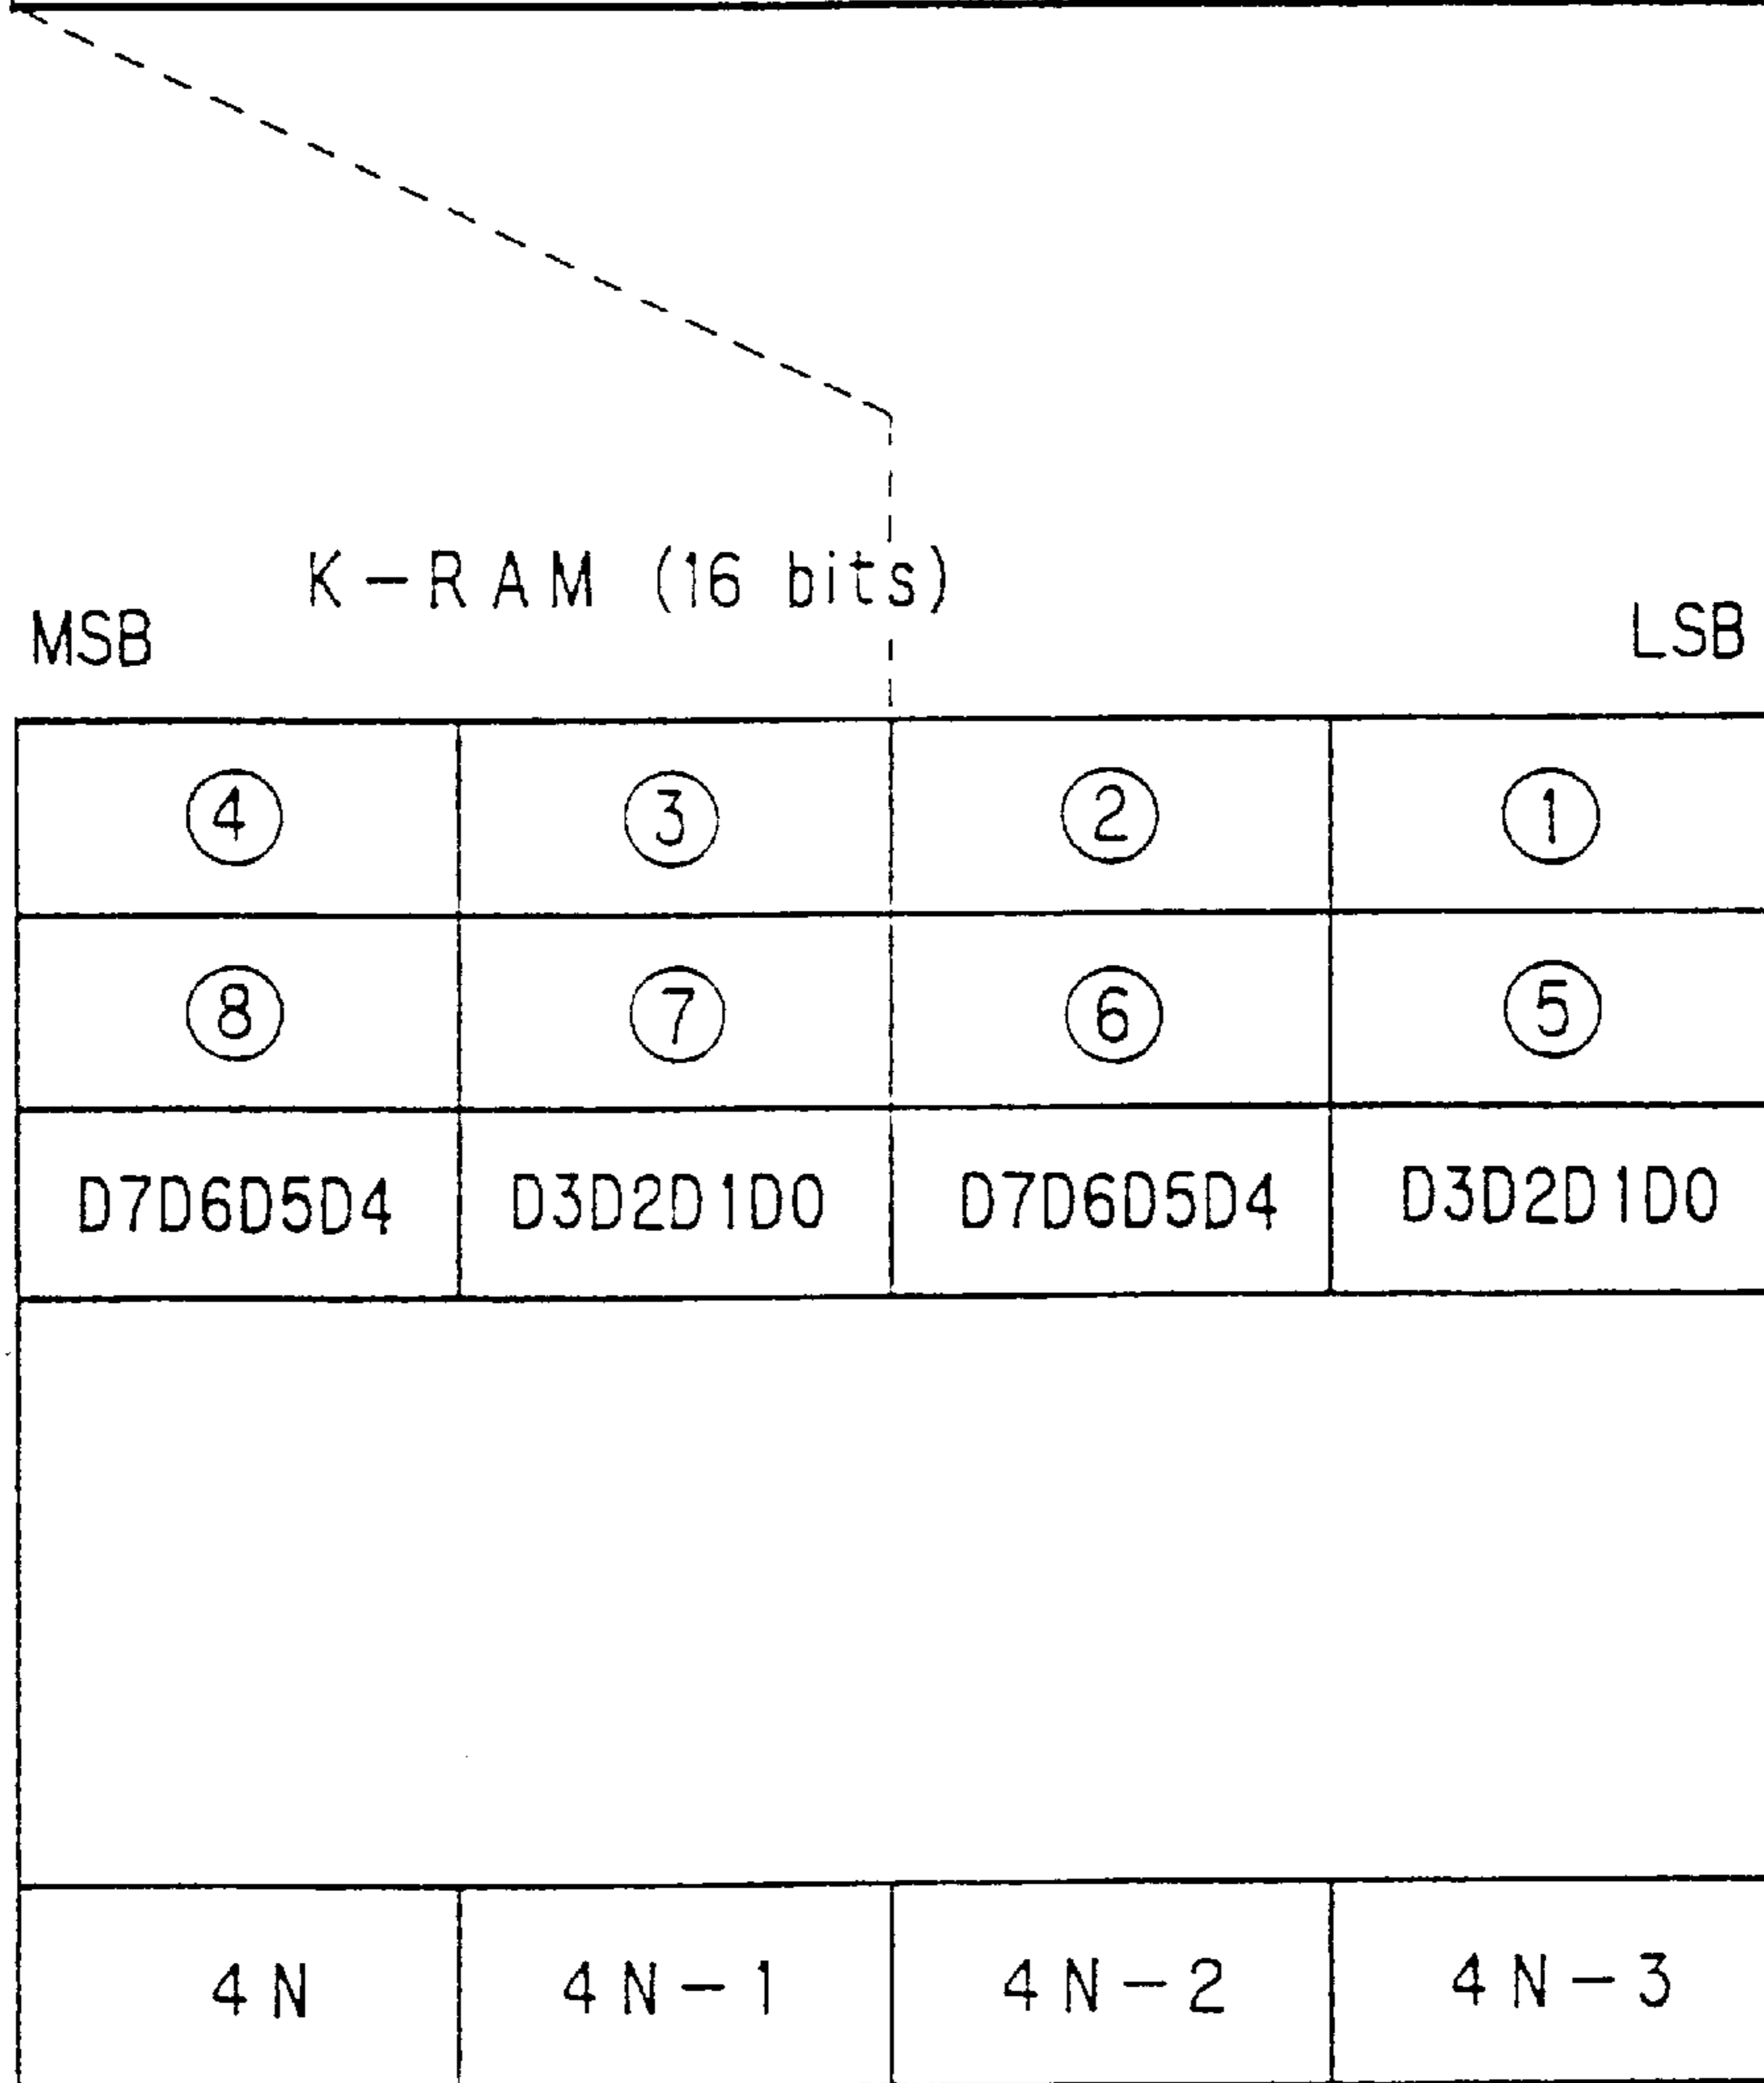 K-RAM (16 bits)
MSB LSB
④ ③ ② ①
⑧ ⑦ ⑥ ⑤
D7D6D5D4 D3D2D1D0 D7D6D5D4 D3D2D1D0
4N 4N-1 4N-2 4N-3